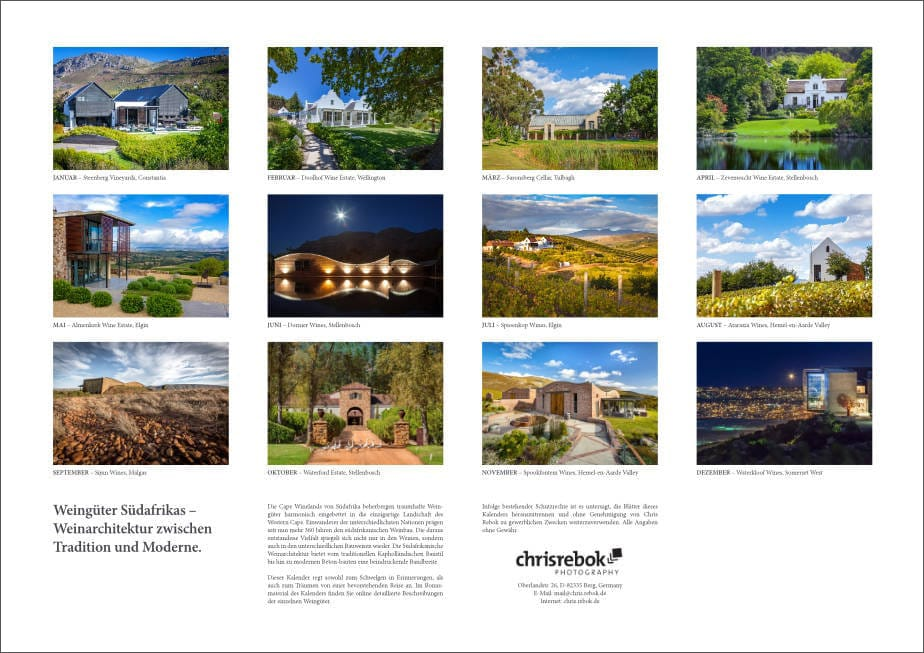 JANUAR – Steenberg Vineyards, Constantia
FEBRUAR – Doolhof Wine Estate, Wellington
MÄRZ – Saronsberg Cellar, Tulbagh
APRIL – Zevenwacht Wine Estate, Stellenbosch
MAI – Almenkerk Wine Estate, Elgin
JUNI – Dornier Wines, Stellenbosch
JULI – Spioenkop Wines, Elgin
AUGUST – Ataraxia Wines, Hemel-en-Aarde Valley
SEPTEMBER – Sijnn Wines, Malgas
OKTOBER – Waterford Estate, Stellenbosch
NOVEMBER – Spookfontein Wines, Hemel-en-Aarde Valley
DEZEMBER – Waterkloof Wines, Somerset West
Weingüter Südafrikas –
Weinarchitektur zwischen
Tradition und Moderne.
Die Cape Winelands von Südafrika beherbergen traumhafte Wein-
güter harmonisch eingebettet in die einzigartige Landschaft des
Western Cape. Einwanderer der unterschiedlichsten Nationen prägen
seit nun mehr 360 Jahren den südafrikanischen Weinbau. Die daraus
entstandene Vielfalt spiegelt sich nicht nur in den Weinen, sondern
auch in den unterschiedlichen Bauweisen wieder. Die Südafrikanische
Weinarchitektur bietet vom traditionellen Kapholländischen Baustil
bis hin zu modernen Beton-bauten eine beindruckende Bandbreite.
Dieser Kalender regt sowohl zum Schwelgen in Erinnerungen, als
auch zum Träumen von einer bevorstehenden Reise an. Im Bonus-
material des Kalenders finden Sie online detaillierte Beschreibungen
der einzelnen Weingüter.
Infolge bestehender Schutzrechte ist es untersagt, die Blätter dieses
Kalenders herauszutrennen und ohne Genehmigung von Chris
Rebok zu gewerblichen Zwecken weiterzuverwenden. Alle Angaben
ohne Gewähr.
chrisrebok
PHOTOGRAPHY
Oberlandstr. 26, D-82335 Berg, Germany
E-Mail: mail@chris.rebok.de
Internet: chris.rebok.de